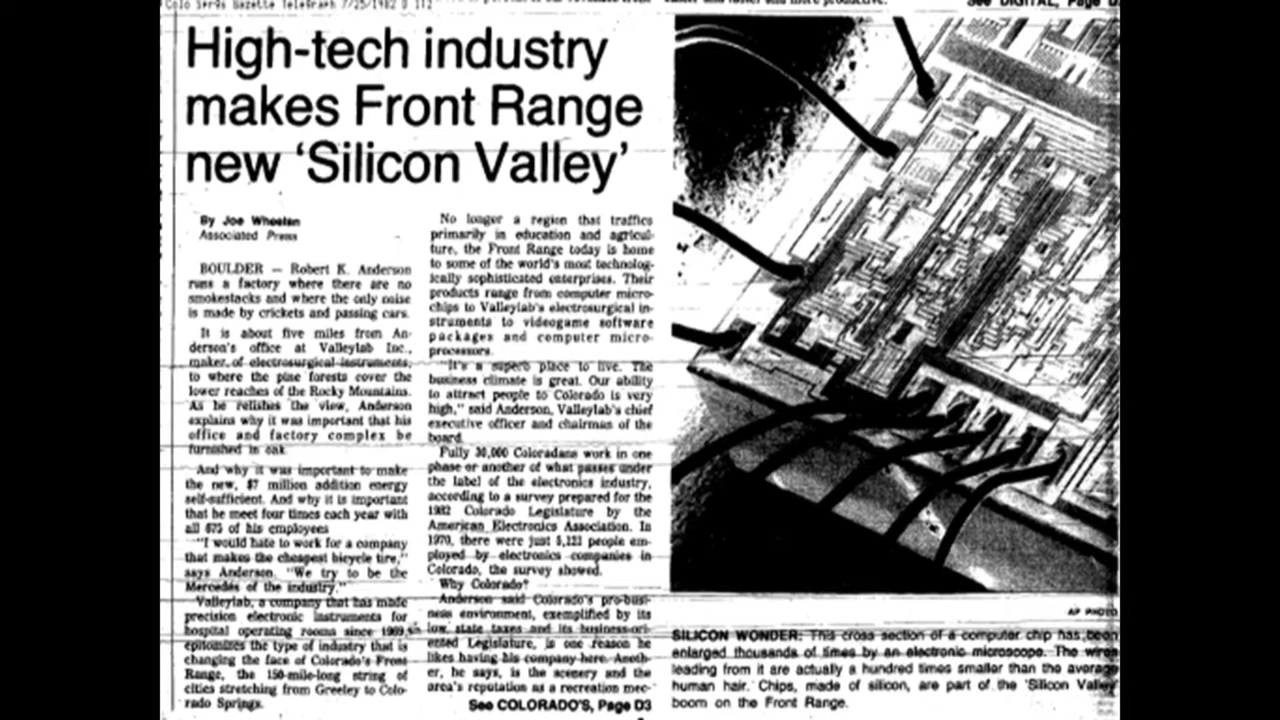 Colo Sprgs Gazette Telegraph 7/25/1982 D 112
See DIGITAL, Page D
High-tech industry
makes Front Range
new ‘Silicon Valley’
By Joe Wheelan
Associated Press
BOULDER — Robert K. Anderson
runs a factory where there are no
smokestacks and where the only noise
is made by crickets and passing cars.
It is about five miles from An-
derson's office at Valleylab Inc.,
maker of electrosurgical instruments,
to where the pine forests cover the
lower reaches of the Rocky Mountains.
As he relishes the view, Anderson
explains why it was important that his
office and factory complex be
furnished in oak.
And why it was important to make
the new, $7 million addition energy
self-sufficient. And why it is important
that he meet four times each year with
all 675 of his employees.
"I would hate to work for a company
that makes the cheapest bicycle tire,"
says Anderson. "We try to be the
Mercedes of the industry."
Valleylab, a company that has made
precision electronic instruments for
hospital operating rooms since 1969,
epitomizes the type of industry that is
changing the face of Colorado's Front
Range, the 150-mile-long string of
cities stretching from Greeley to Colo-
rado Springs.
No longer a region that traffics
primarily in education and agricul-
ture, the Front Range today is home
to some of the world's most technolog-
ically sophisticated enterprises. Their
products range from computer micro-
chips to Valleylab's electrosurgical in-
struments to videogame software
packages and computer micro-
processors.
"It's a superb place to live. The
business climate is great. Our ability
to attract people to Colorado is very
high," said Anderson, Valleylab's chief
executive officer and chairman of the
board.
Fully 30,000 Coloradans work in one
phase or another of what passes under
the label of the electronics industry,
according to a survey prepared for the
1982 Colorado Legislature by the
American Electronics Association. In
1970, there were just 5,121 people em-
ployed by electronics companies in
Colorado, the survey showed.
Why Colorado?
Anderson said Colorado's pro-busi-
ness environment, exemplified by its
low state taxes and its business-ori-
ented Legislature, is one reason he
likes having his company here. Anoth-
er, he says, is the scenery and the
area's reputation as a recreation mec-
See COLORADO'S, Page D3
AP PHOTO
SILICON WONDER: This cross section of a computer chip has been
enlarged thousands of times by an electronic microscope. The wires
leading from it are actually a hundred times smaller than the average
human hair. Chips, made of silicon, are part of the 'Silicon Valley'
boom on the Front Range.